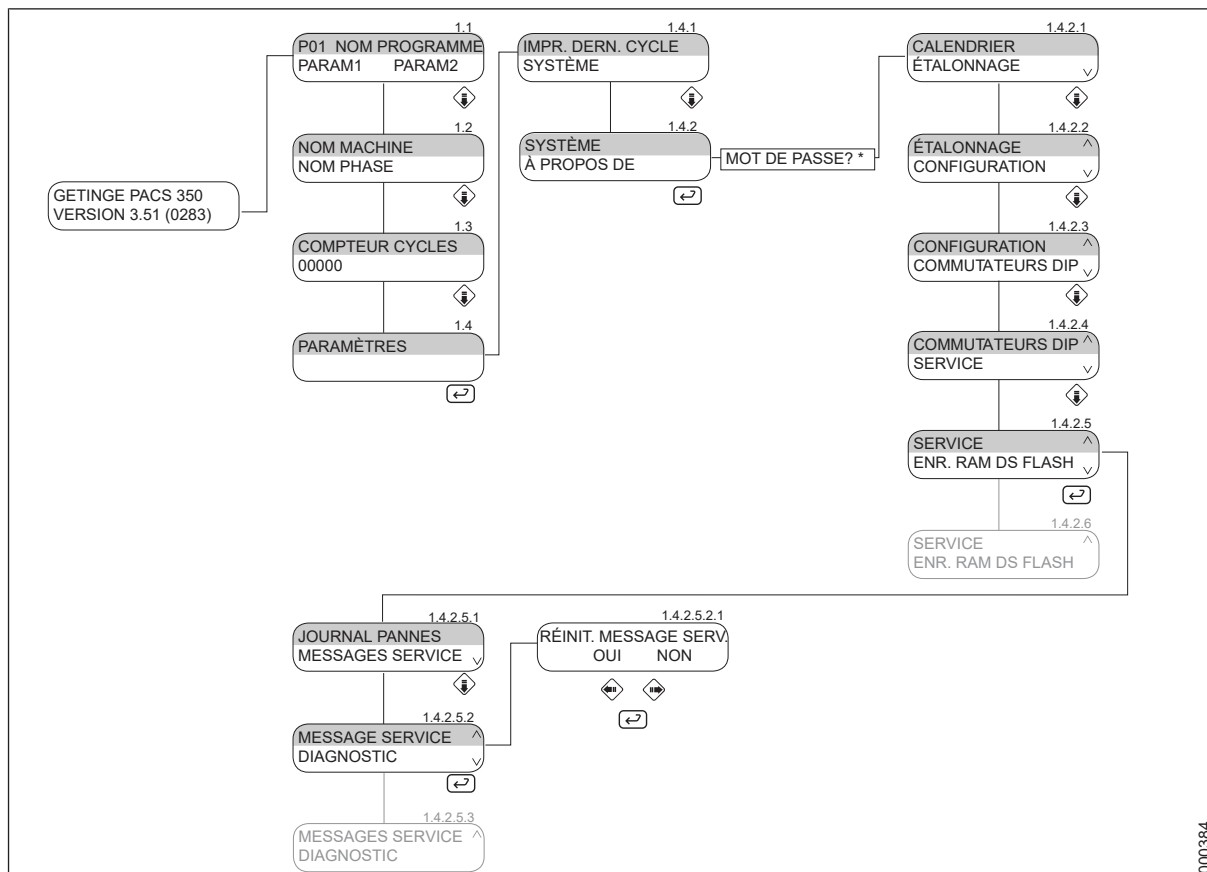 GETINGE PACS 350
VERSION 3.51 (0283)
1.1
P01 NOM PROGRAMME
PARAM1 PARAM2
1.2
NOM MACHINE
NOM PHASE
1.3
COMPTEUR CYCLES
00000
1.4
PARAMÈTRES
1.4.1
IMPR. DERN. CYCLE
SYSTÈME
1.4.2
SYSTÈME
À PROPOS DE
MOT DE PASSE? *
1.4.2.1
CALENDRIER
ÉTALONNAGE
1.4.2.2
ÉTALONNAGE
CONFIGURATION
1.4.2.3
CONFIGURATION
COMMUTATEURS DIP
1.4.2.4
COMMUTATEURS DIP
SERVICE
1.4.2.5
SERVICE
ENR. RAM DS FLASH
1.4.2.6
SERVICE
ENR. RAM DS FLASH
1.4.2.5.1
JOURNAL PANNES
MESSAGES SERVICE
1.4.2.5.2
MESSAGE SERVICE
DIAGNOSTIC
1.4.2.5.3
MESSAGES SERVICE
DIAGNOSTIC
1.4.2.5.2.1
RÉINIT. MESSAGE SERV.
OUI NON
000384